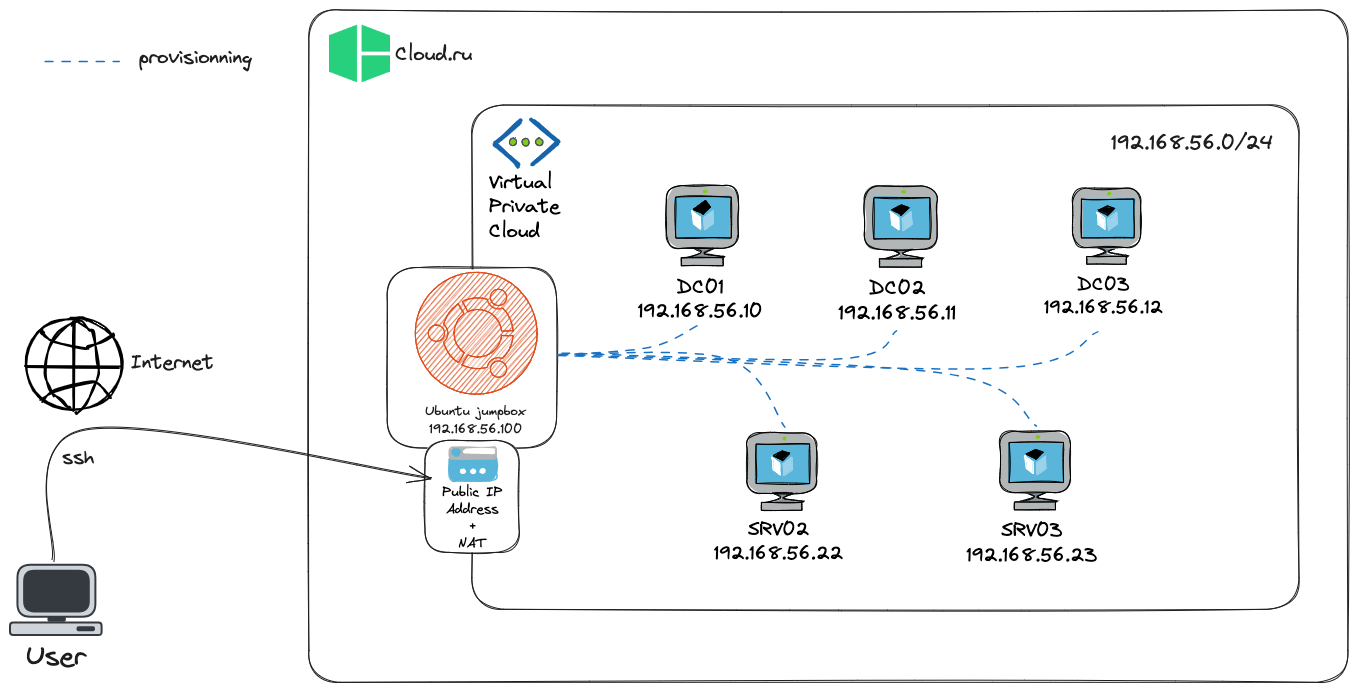 provisionning
Cloud.ru
192.168.56.0/24
Virtual
Private
Cloud
DC01
192.168.56.10
DC02
192.168.56.11
DC03
192.168.56.12
Internet
Ubuntu jumpbox
192.168.56.100
ssh
Public IP
Address
+
NAT
SRV02
192.168.56.22
SRV03
192.168.56.23
User